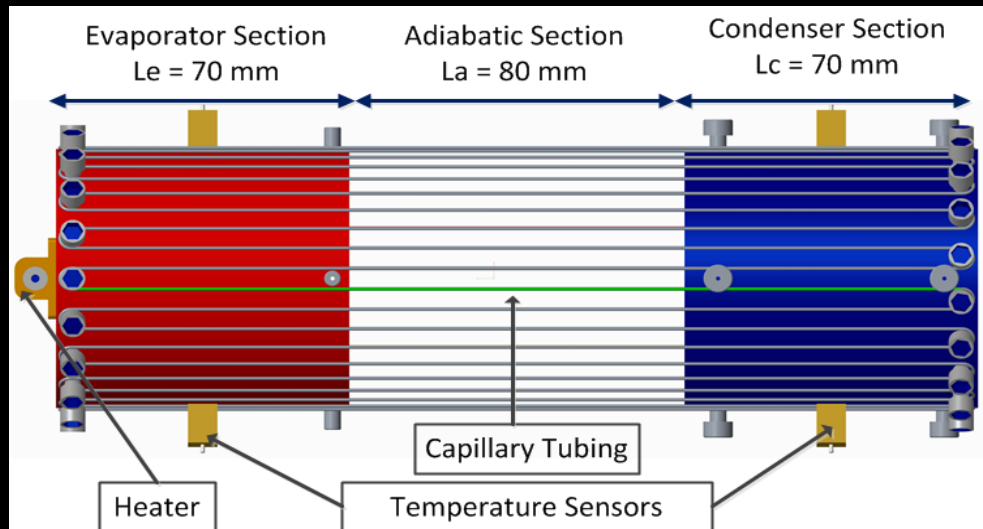 Evaporator Section
Le = 70 mm
Adiabatic Section
La = 80 mm
Condenser Section
Lc = 70 mm
Capillary Tubing
Heater
Temperature Sensors